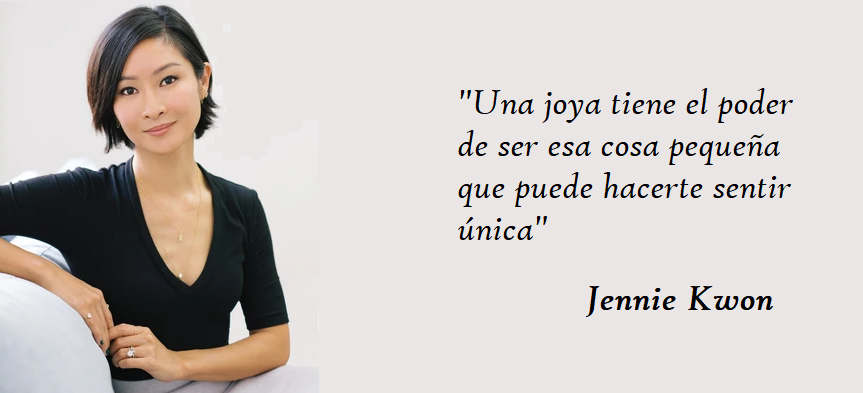 "Una joya tiene el poder
de ser esa cosa pequeña
que puede hacerte sentir
única"
Jennie Kwon